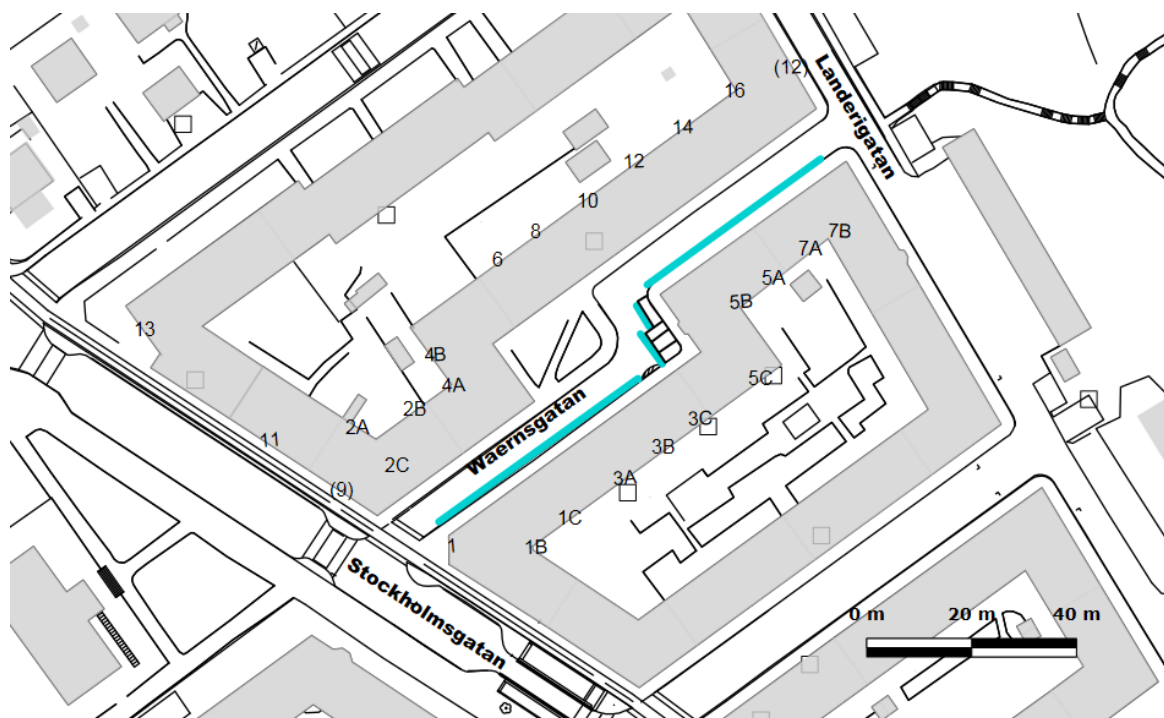 (12)
Landerigatan
16
14
12
10
8
6
7B
7A
5A
5B
13
4B
4A
5C
2B
Waernsgatan
3C
2A
11
3B
2C
3A
(9)
1C
1
1B
Stockholmsgatan
0 m 20 m 40 m